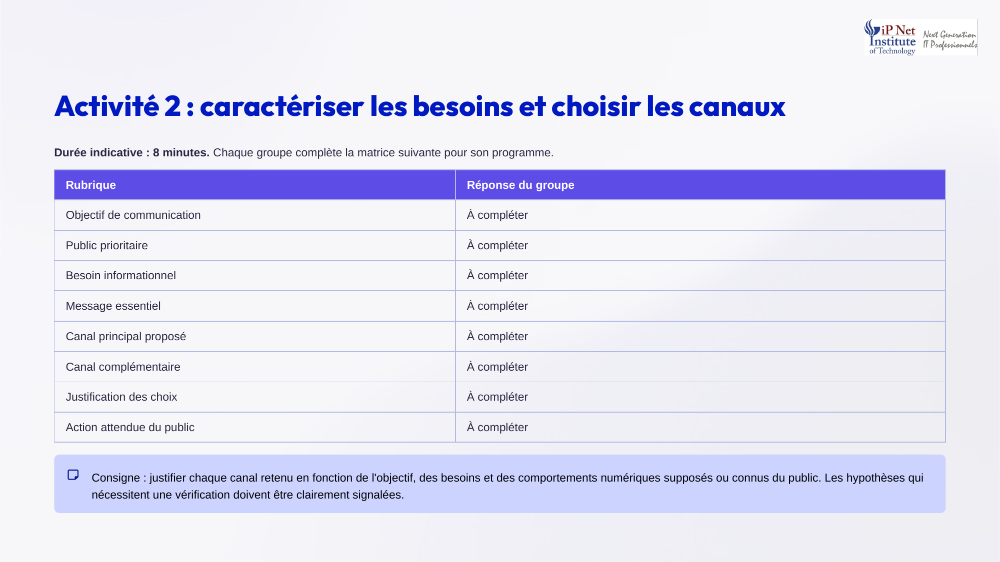 iP Net
Institute
of Technology
Next Generation
IT Professionnels
Activité 2 : caractériser les besoins et choisir les canaux
Durée indicative : 8 minutes. Chaque groupe complète la matrice suivante pour son programme.
Rubrique Réponse du groupe
Objectif de communication À compléter
Public prioritaire À compléter
Besoin informationnel À compléter
Message essentiel À compléter
Canal principal proposé À compléter
Canal complémentaire À compléter
Justification des choix À compléter
Action attendue du public À compléter
Consigne : justifier chaque canal retenu en fonction de l'objectif, des besoins et des comportements numériques supposés ou connus du public. Les hypothèses qui
nécessitent une vérification doivent être clairement signalées.